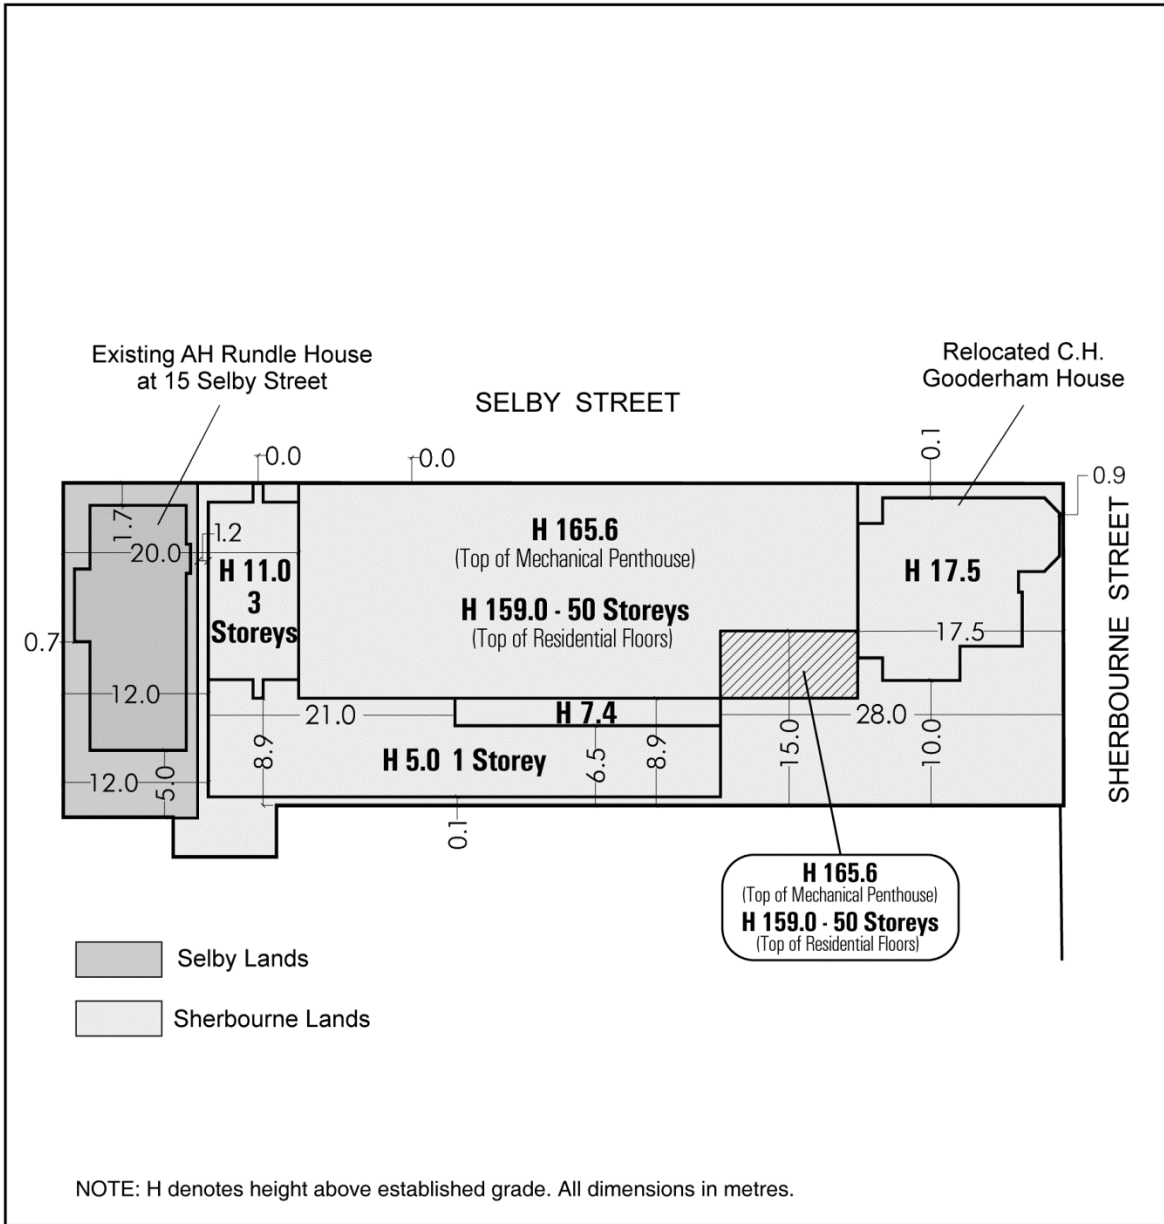 Existing AH Rundle House
at 15 Selby Street
Relocated C.H.
Gooderham House
SELBY STREET
0.0
0.0
0.1
0.9
1.7
20.0
1.2
H 11.0
3
Storeys
H 165.6
(Top of Mechanical Penthouse)
H 159.0 - 50 Storeys
(Top of Residential Floors)
H 17.5
SHERBOURNE STREET
0.7
17.5
12.0
21.0
H 7.4
28.0
8.9
H 5.0 1 Storey
6.5
8.9
15.0
10.0
12.0
5.0
0.1
H 165.6
(Top of Mechanical Penthouse)
H 159.0 - 50 Storeys
(Top of Residential Floors)
Selby Lands
Sherbourne Lands
NOTE: H denotes height above established grade. All dimensions in metres.